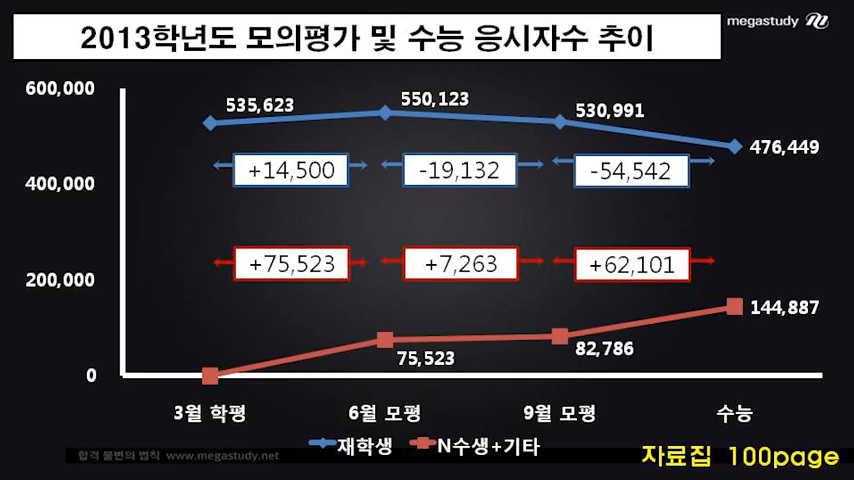 2013학년도 모의평가 및 수능 응시자수 추이
megastudy
600,000
400,000
200,000
0
535,623
550,123
530,991
476,449
+14,500
-19,132
-54,542
+75,523
+7,263
+62,101
75,523
82,786
144,887
3월 학평
6월 모평
9월 모평
수능
재학생
N수생+기타
합격 불변의 법칙 www.megastudy.net
자료집 100page